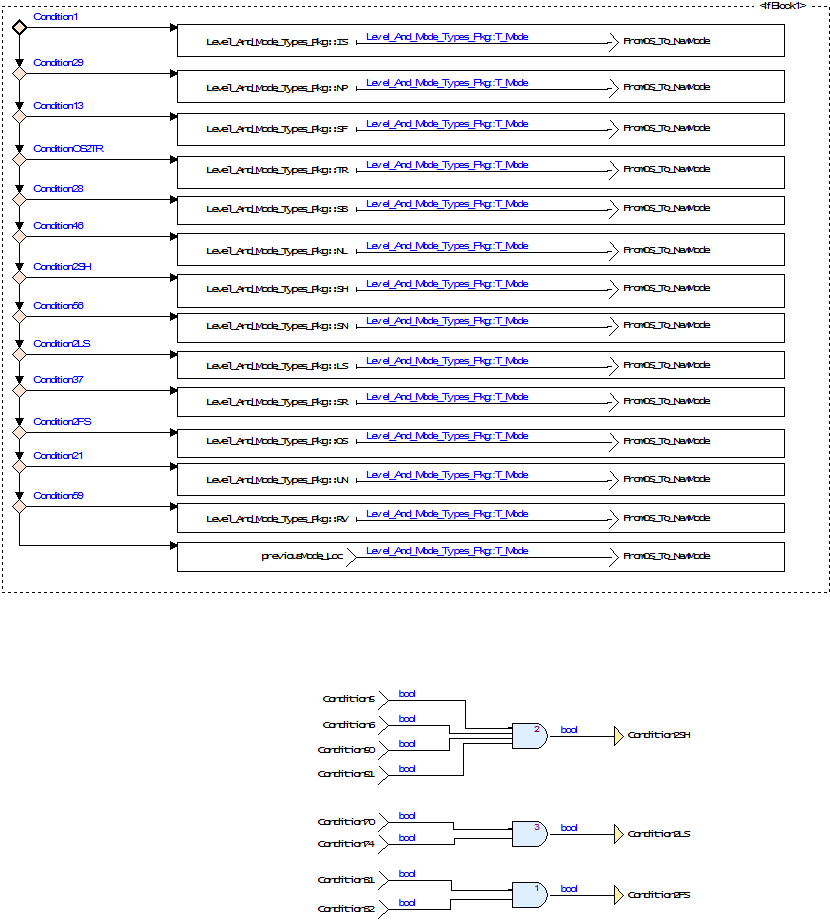 <IfBlock1>
Condition1
Level_And_Mode_Types_Pkg::IS Level_And_Mode_Types_Pkg::T_Mode FromOS_To_NewMode
Condition29
Level_And_Mode_Types_Pkg::NP Level_And_Mode_Types_Pkg::T_Mode FromOS_To_NewMode
Condition13
Level_And_Mode_Types_Pkg::SF Level_And_Mode_Types_Pkg::T_Mode FromOS_To_NewMode
ConditionOS2TR
Level_And_Mode_Types_Pkg::TR Level_And_Mode_Types_Pkg::T_Mode FromOS_To_NewMode
Condition28
Level_And_Mode_Types_Pkg::SB Level_And_Mode_Types_Pkg::T_Mode FromOS_To_NewMode
Condition46
Level_And_Mode_Types_Pkg::NL Level_And_Mode_Types_Pkg::T_Mode FromOS_To_NewMode
Condition2SH
Level_And_Mode_Types_Pkg::SH Level_And_Mode_Types_Pkg::T_Mode FromOS_To_NewMode
Condition56
Level_And_Mode_Types_Pkg::SN Level_And_Mode_Types_Pkg::T_Mode FromOS_To_NewMode
Condition2LS
Level_And_Mode_Types_Pkg::LS Level_And_Mode_Types_Pkg::T_Mode FromOS_To_NewMode
Condition37
Level_And_Mode_Types_Pkg::SR Level_And_Mode_Types_Pkg::T_Mode FromOS_To_NewMode
Condition2FS
Level_And_Mode_Types_Pkg::OS Level_And_Mode_Types_Pkg::T_Mode FromOS_To_NewMode
Condition21
Level_And_Mode_Types_Pkg::UN Level_And_Mode_Types_Pkg::T_Mode FromOS_To_NewMode
Condition59
Level_And_Mode_Types_Pkg::RV Level_And_Mode_Types_Pkg::T_Mode FromOS_To_NewMode
previousMode_Loc Level_And_Mode_Types_Pkg::T_Mode FromOS_To_NewMode
Condition5 bool
Condition6 bool
2 bool Condition2SH
Condition50 bool
Condition51 bool
Condition70 bool
3 bool Condition2LS
Condition74 bool
Condition31 bool
1 bool Condition2FS
Condition32 bool